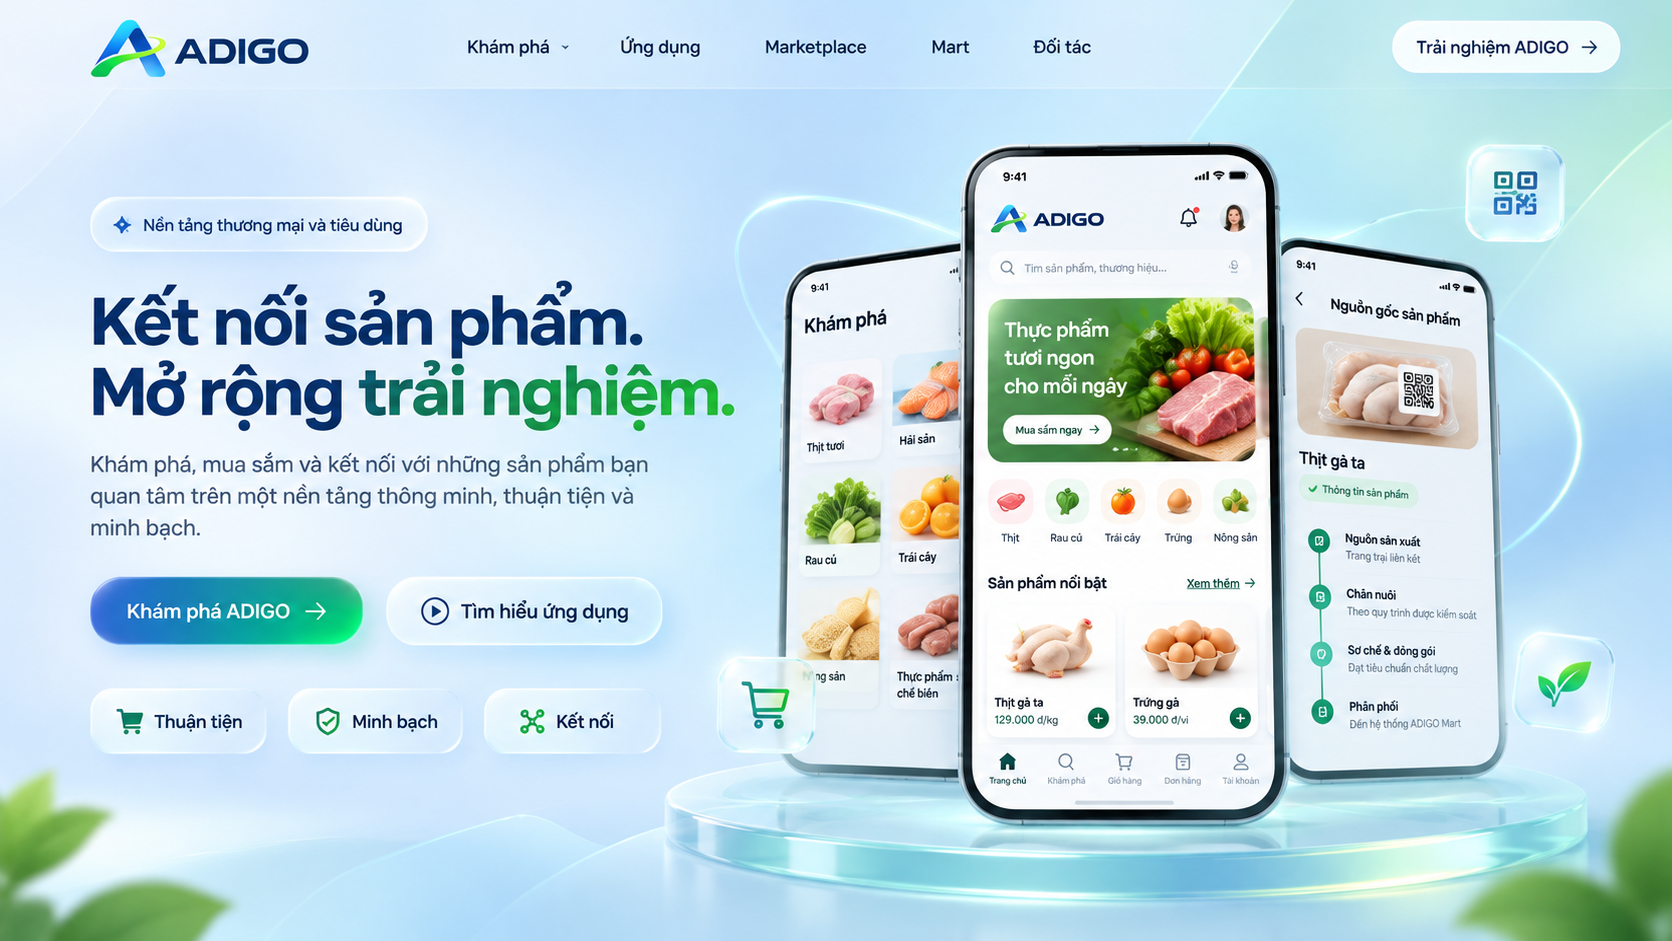 ADIGO
Khám phá
Ứng dụng
Marketplace
Mart
Đối tác
Trải nghiệm ADIGO
Nền tảng thương mại và tiêu dùng
Kết nối sản phẩm.
Mở rộng trải nghiệm.
Khám phá, mua sắm và kết nối với những sản phẩm bạn
quan tâm trên một nền tảng thông minh, thuận tiện và
minh bạch.
Khám phá ADIGO
Tìm hiểu ứng dụng
Thuận tiện
Minh bạch
Kết nối
9:41
Khám phá
Thịt tươi
Hải sản
Rau củ
Trái cây
sản
Thực phẩm
chế biến
9:41
ADIGO
Tìm sản phẩm, thương hiệu...
Thực phẩm
tươi ngon
cho mỗi ngày
Mua sắm ngay
Thịt
Rau củ
Trái cây
Trứng
Nông sản
Sản phẩm nổi bật
Xem thêm
Thịt gà ta
129.000 đ/kg
Trứng gà
39.000 đ/vi
Trang chủ
Khám phá
Giỏ hàng
Đơn hàng
Tài khoản
9:41
Nguồn gốc sản phẩm
Thịt gà ta
Thông tin sản phẩm
Nguồn sản xuất
Trang trại liên kết
Chăn nuôi
Theo quy trình được kiểm soát
Sơ chế & đóng gói
Đạt tiêu chuẩn chất lượng
Phân phối
Đến hệ thống ADIGO Mart